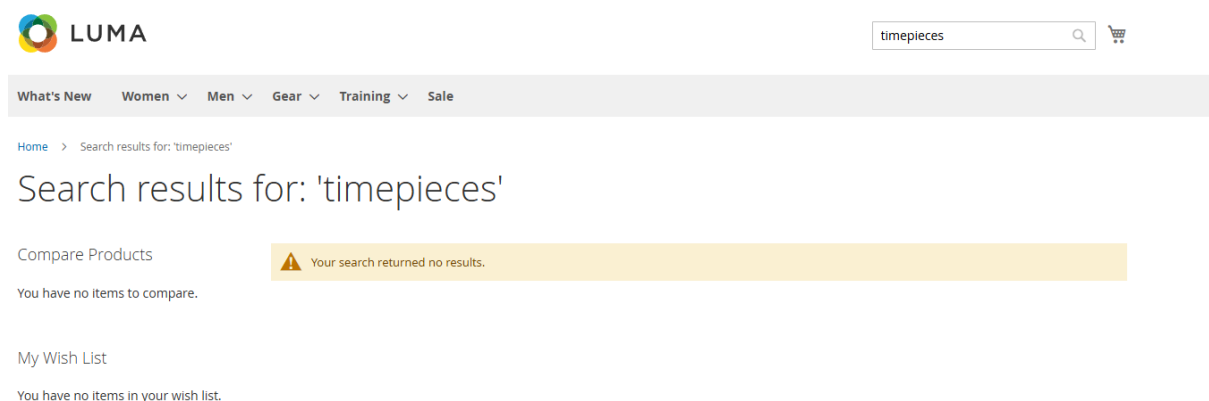 LUMA
timepieces
What's New Women Men Gear Training Sale
Home > Search results for: 'timepieces'
Search results for: 'timepieces'
Compare Products
Your search returned no results.
You have no items to compare.
My Wish List
You have no items in your wish list.